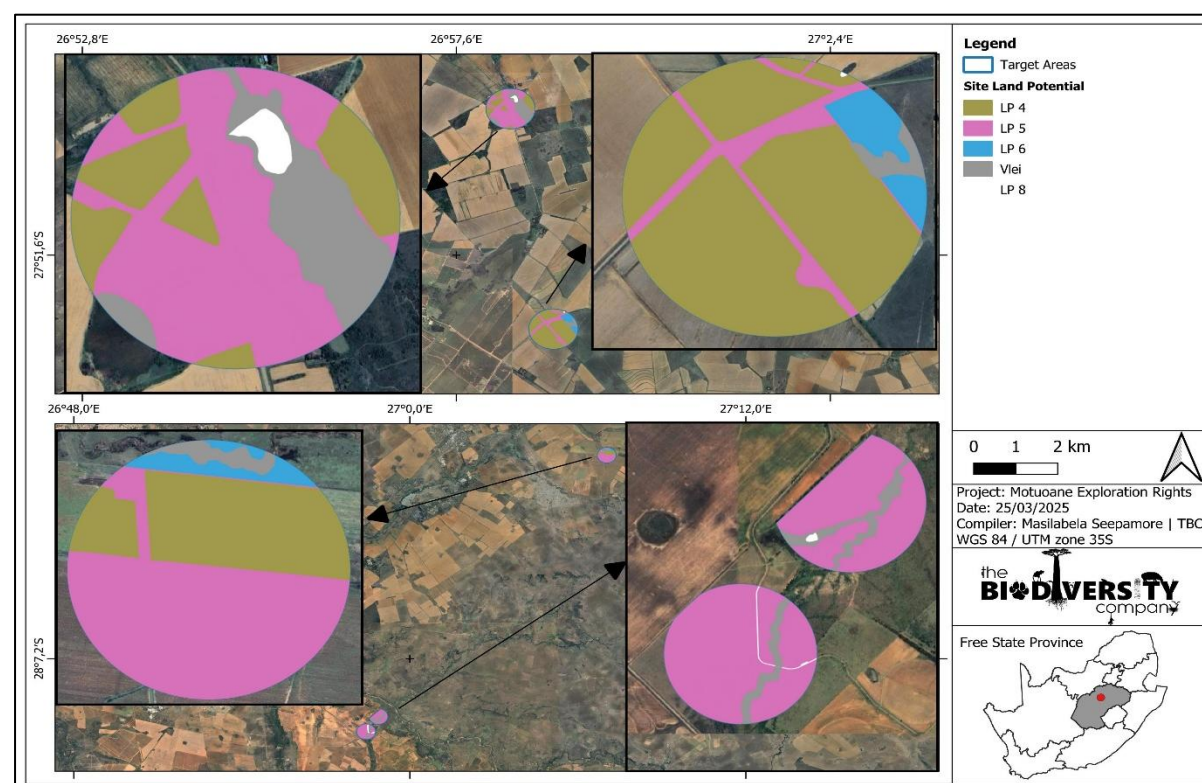 26°52,8'E 26°57,6'E 27°2,4'E
27°51,6'S
26°48,0'E 27°0,0'E 27°12,0'E
28°7,2'S
Legend
Target Areas
Site Land Potential
LP 4
LP 5
LP 6
Vlei
LP 8
0 1 2 km
Project: Motuoane Exploration Rights
Date: 25/03/2025
Compiler: Masilabela Seepamore | TBC
WGS 84 / UTM zone 35S
the
BIODIVERSITY
company
Free State Province